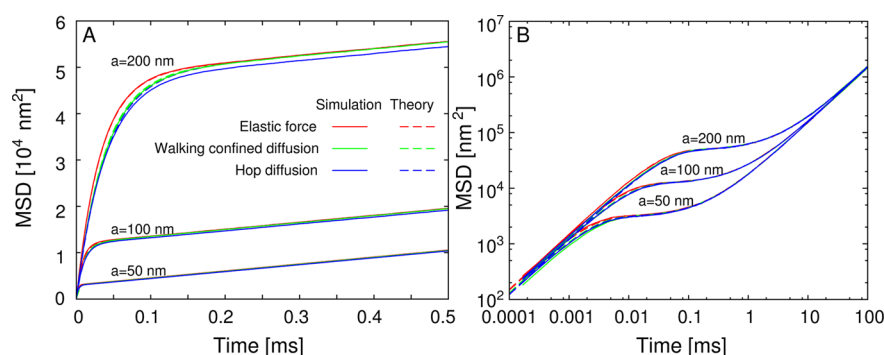 A
MSD [10⁴ nm²]
6
5
4
3
2
1
0
a=200 nm
Simulation Theory
Elastic force
Walking confined diffusion
Hop diffusion
a=100 nm
a=50 nm
0 0.1 0.2 0.3 0.4 0.5
Time [ms]
B
MSD [nm²]
10⁷
10⁶
10⁵
10⁴
10³
10²
a=200 nm
a=100 nm
a=50 nm
0.0001 0.001 0.01 0.1 1 10 100
Time [ms]